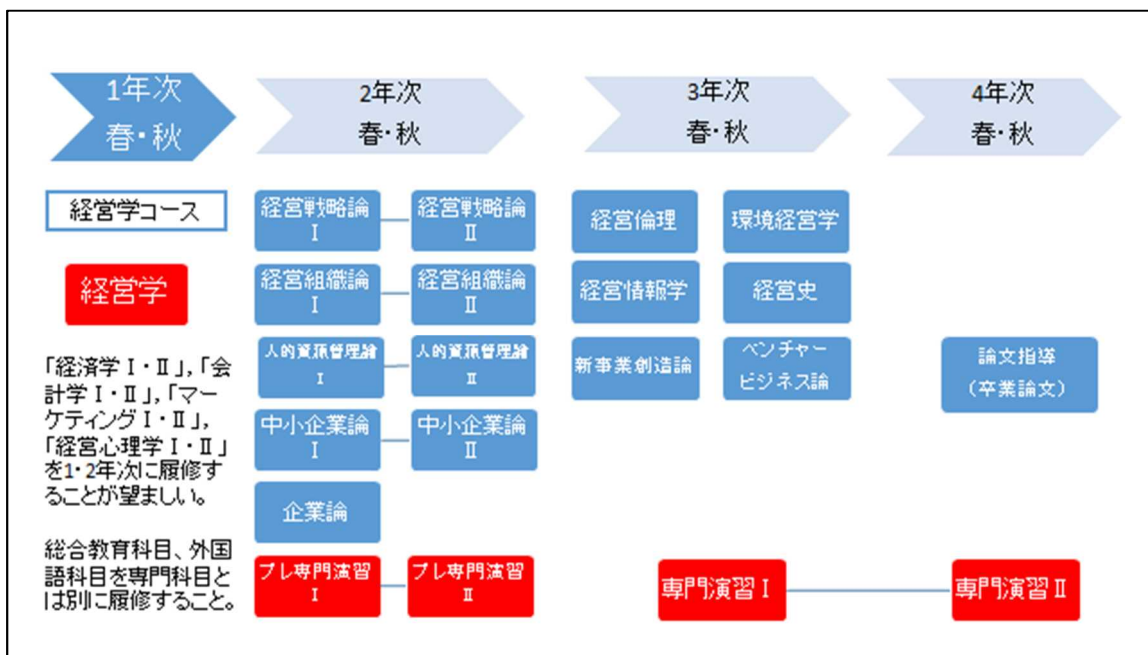 1年次
春・秋
2年次
春・秋
3年次
春・秋
4年次
春・秋
経営学コース
経営学
「経済学Ⅰ・Ⅱ」，「会
計学Ⅰ・Ⅱ」，「マー
ケティングⅠ・Ⅱ」，
「経営心理学Ⅰ・Ⅱ」
を1・2年次に履修す
ることが望ましい。
総合教育科目、外国
語科目を専門科目と
は別に履修すること。
経営戦略論
Ⅰ
経営戦略論
Ⅱ
経営組織論
Ⅰ
経営組織論
Ⅱ
人的資源管理論
Ⅰ
人的資源管理論
Ⅱ
中小企業論
Ⅰ
中小企業論
Ⅱ
企業論
プレ専門演習
Ⅰ
プレ専門演習
Ⅱ
経営倫理
環境経営学
経営情報学
経営史
新事業創造論
ベンチャー
ビジネス論
専門演習Ⅰ
論文指導
（卒業論文）
専門演習Ⅱ